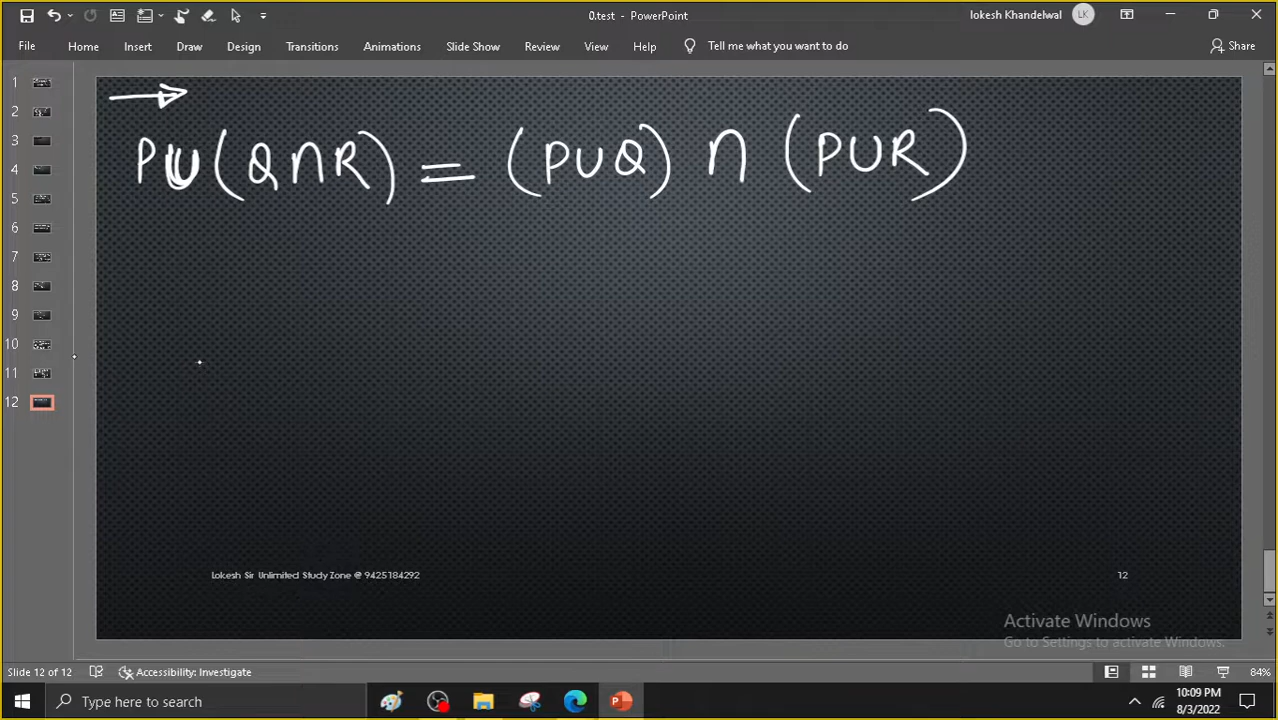 0.test - PowerPoint
lokesh Khandelwal LK
File Home Insert Draw Design Transitions Animations Slide Show Review View Help Tell me what you want to do Share
1
2
3
4
5
6
7
8
9
10
11
12
P∪(Q∩R) = (P∪Q) ∩ (P∪R)
Lokesh Sir Unlimited Study Zone @ 9425184292 12
Activate Windows
Go to Settings to activate Windows.
Slide 12 of 12 Accessibility: Investigate 84%
Type here to search
10:09 PM
8/3/2022